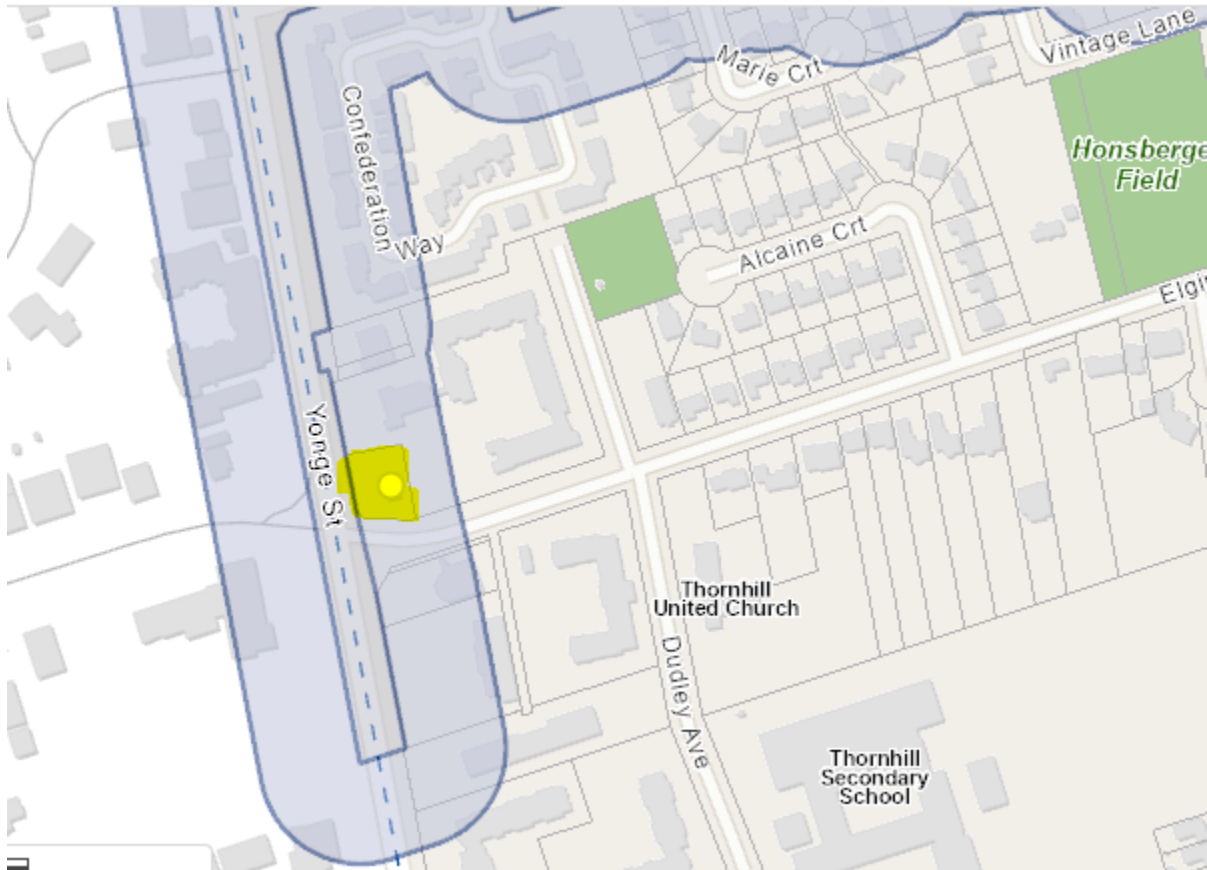 Marie Crt
Vintage Lane
Confederation
Way
Honsberge
Field
Alcaine Crt
Elgin
Yonge St
Thornhill
United Church
Dudley Ave
Thornhill
Secondary
School